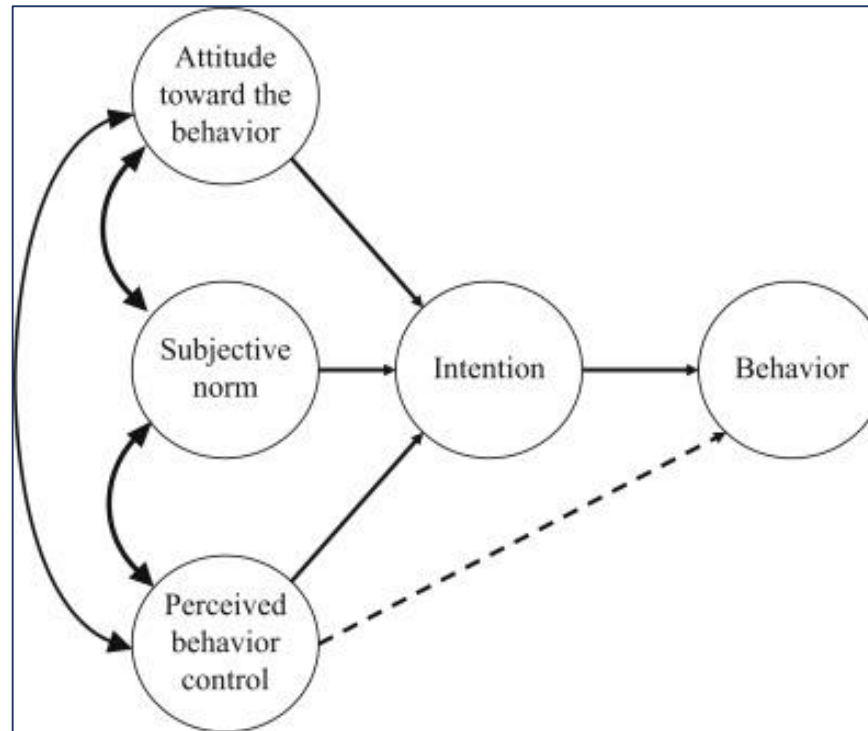 Attitude
toward the
behavior
Subjective
norm
Intention
Behavior
Perceived
behavior
control